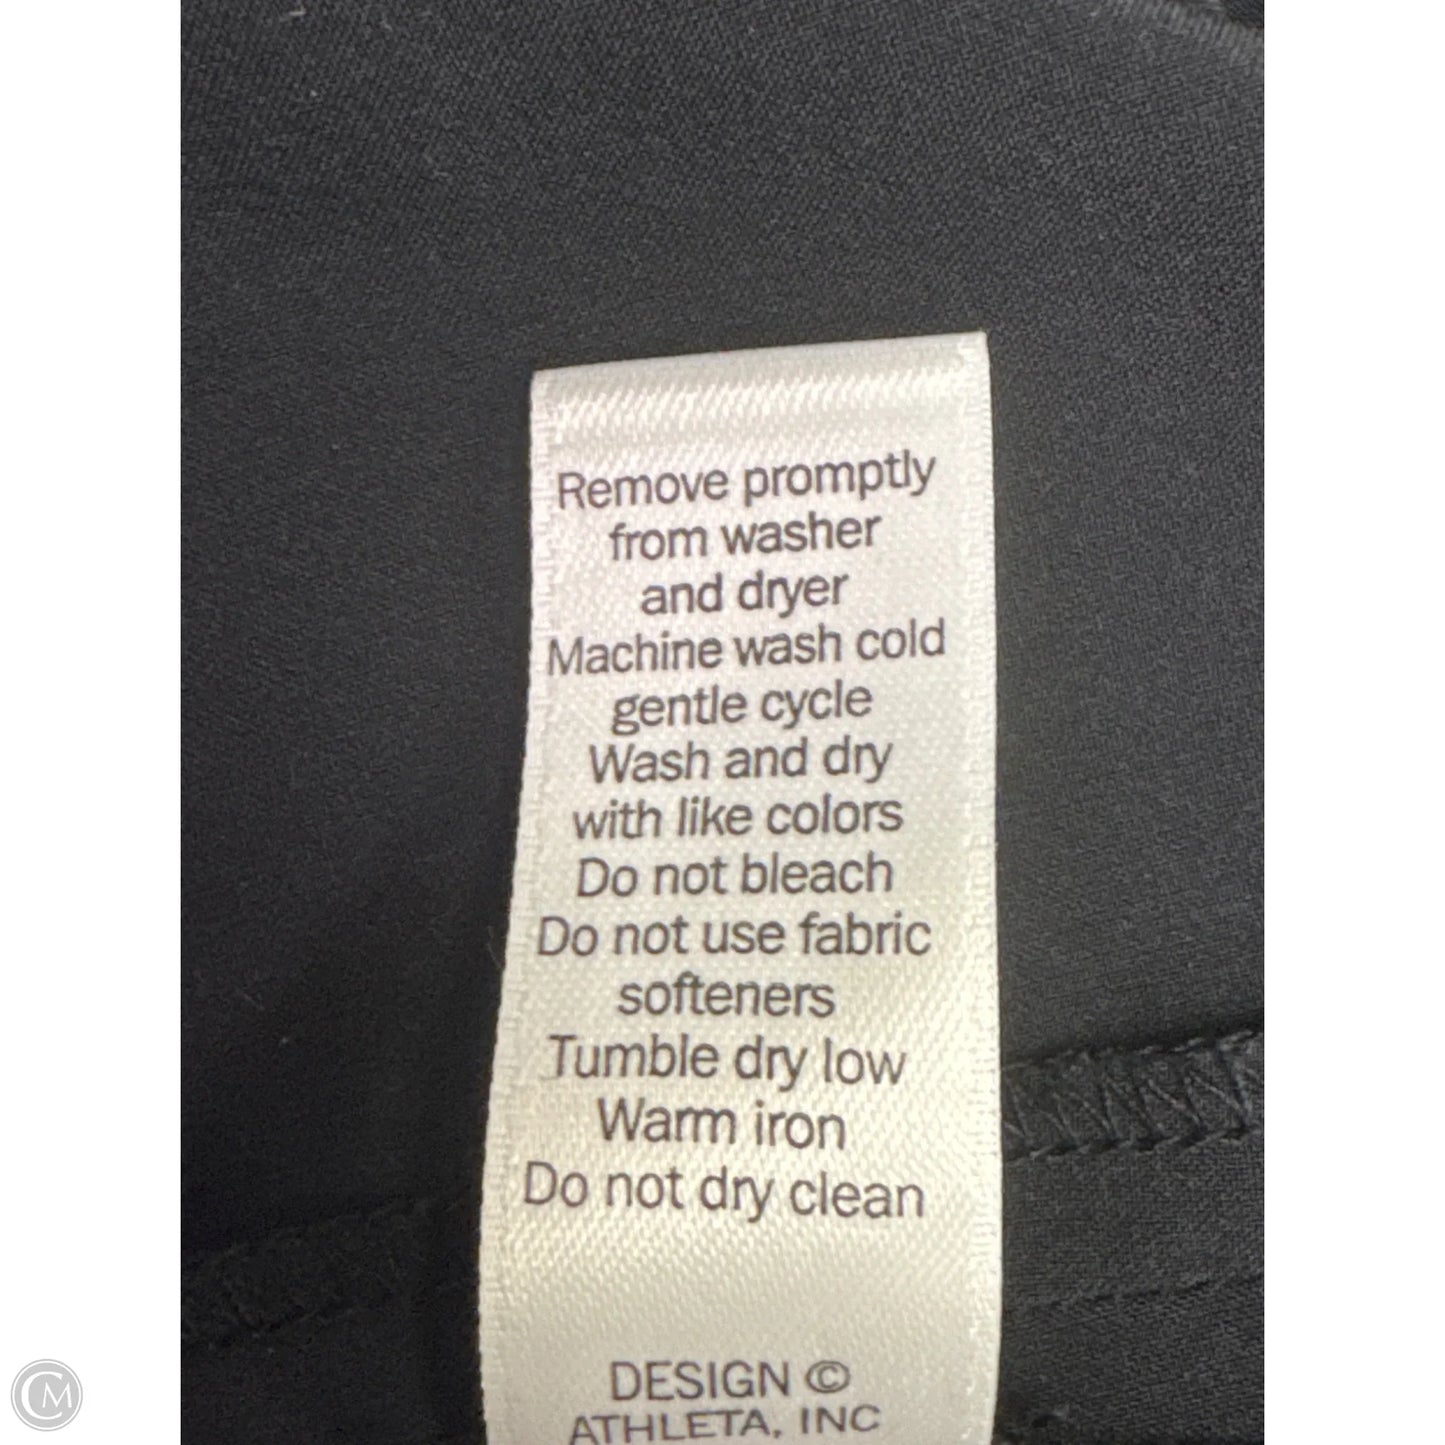 Remove promptly
from washer
and dryer
Machine wash cold
gentle cycle
Wash and dry
with like colors
Do not bleach
Do not use fabric
softeners
Tumble dry low
Warm iron
Do not dry clean
DESIGN ©
ATHLETA, INC
CM